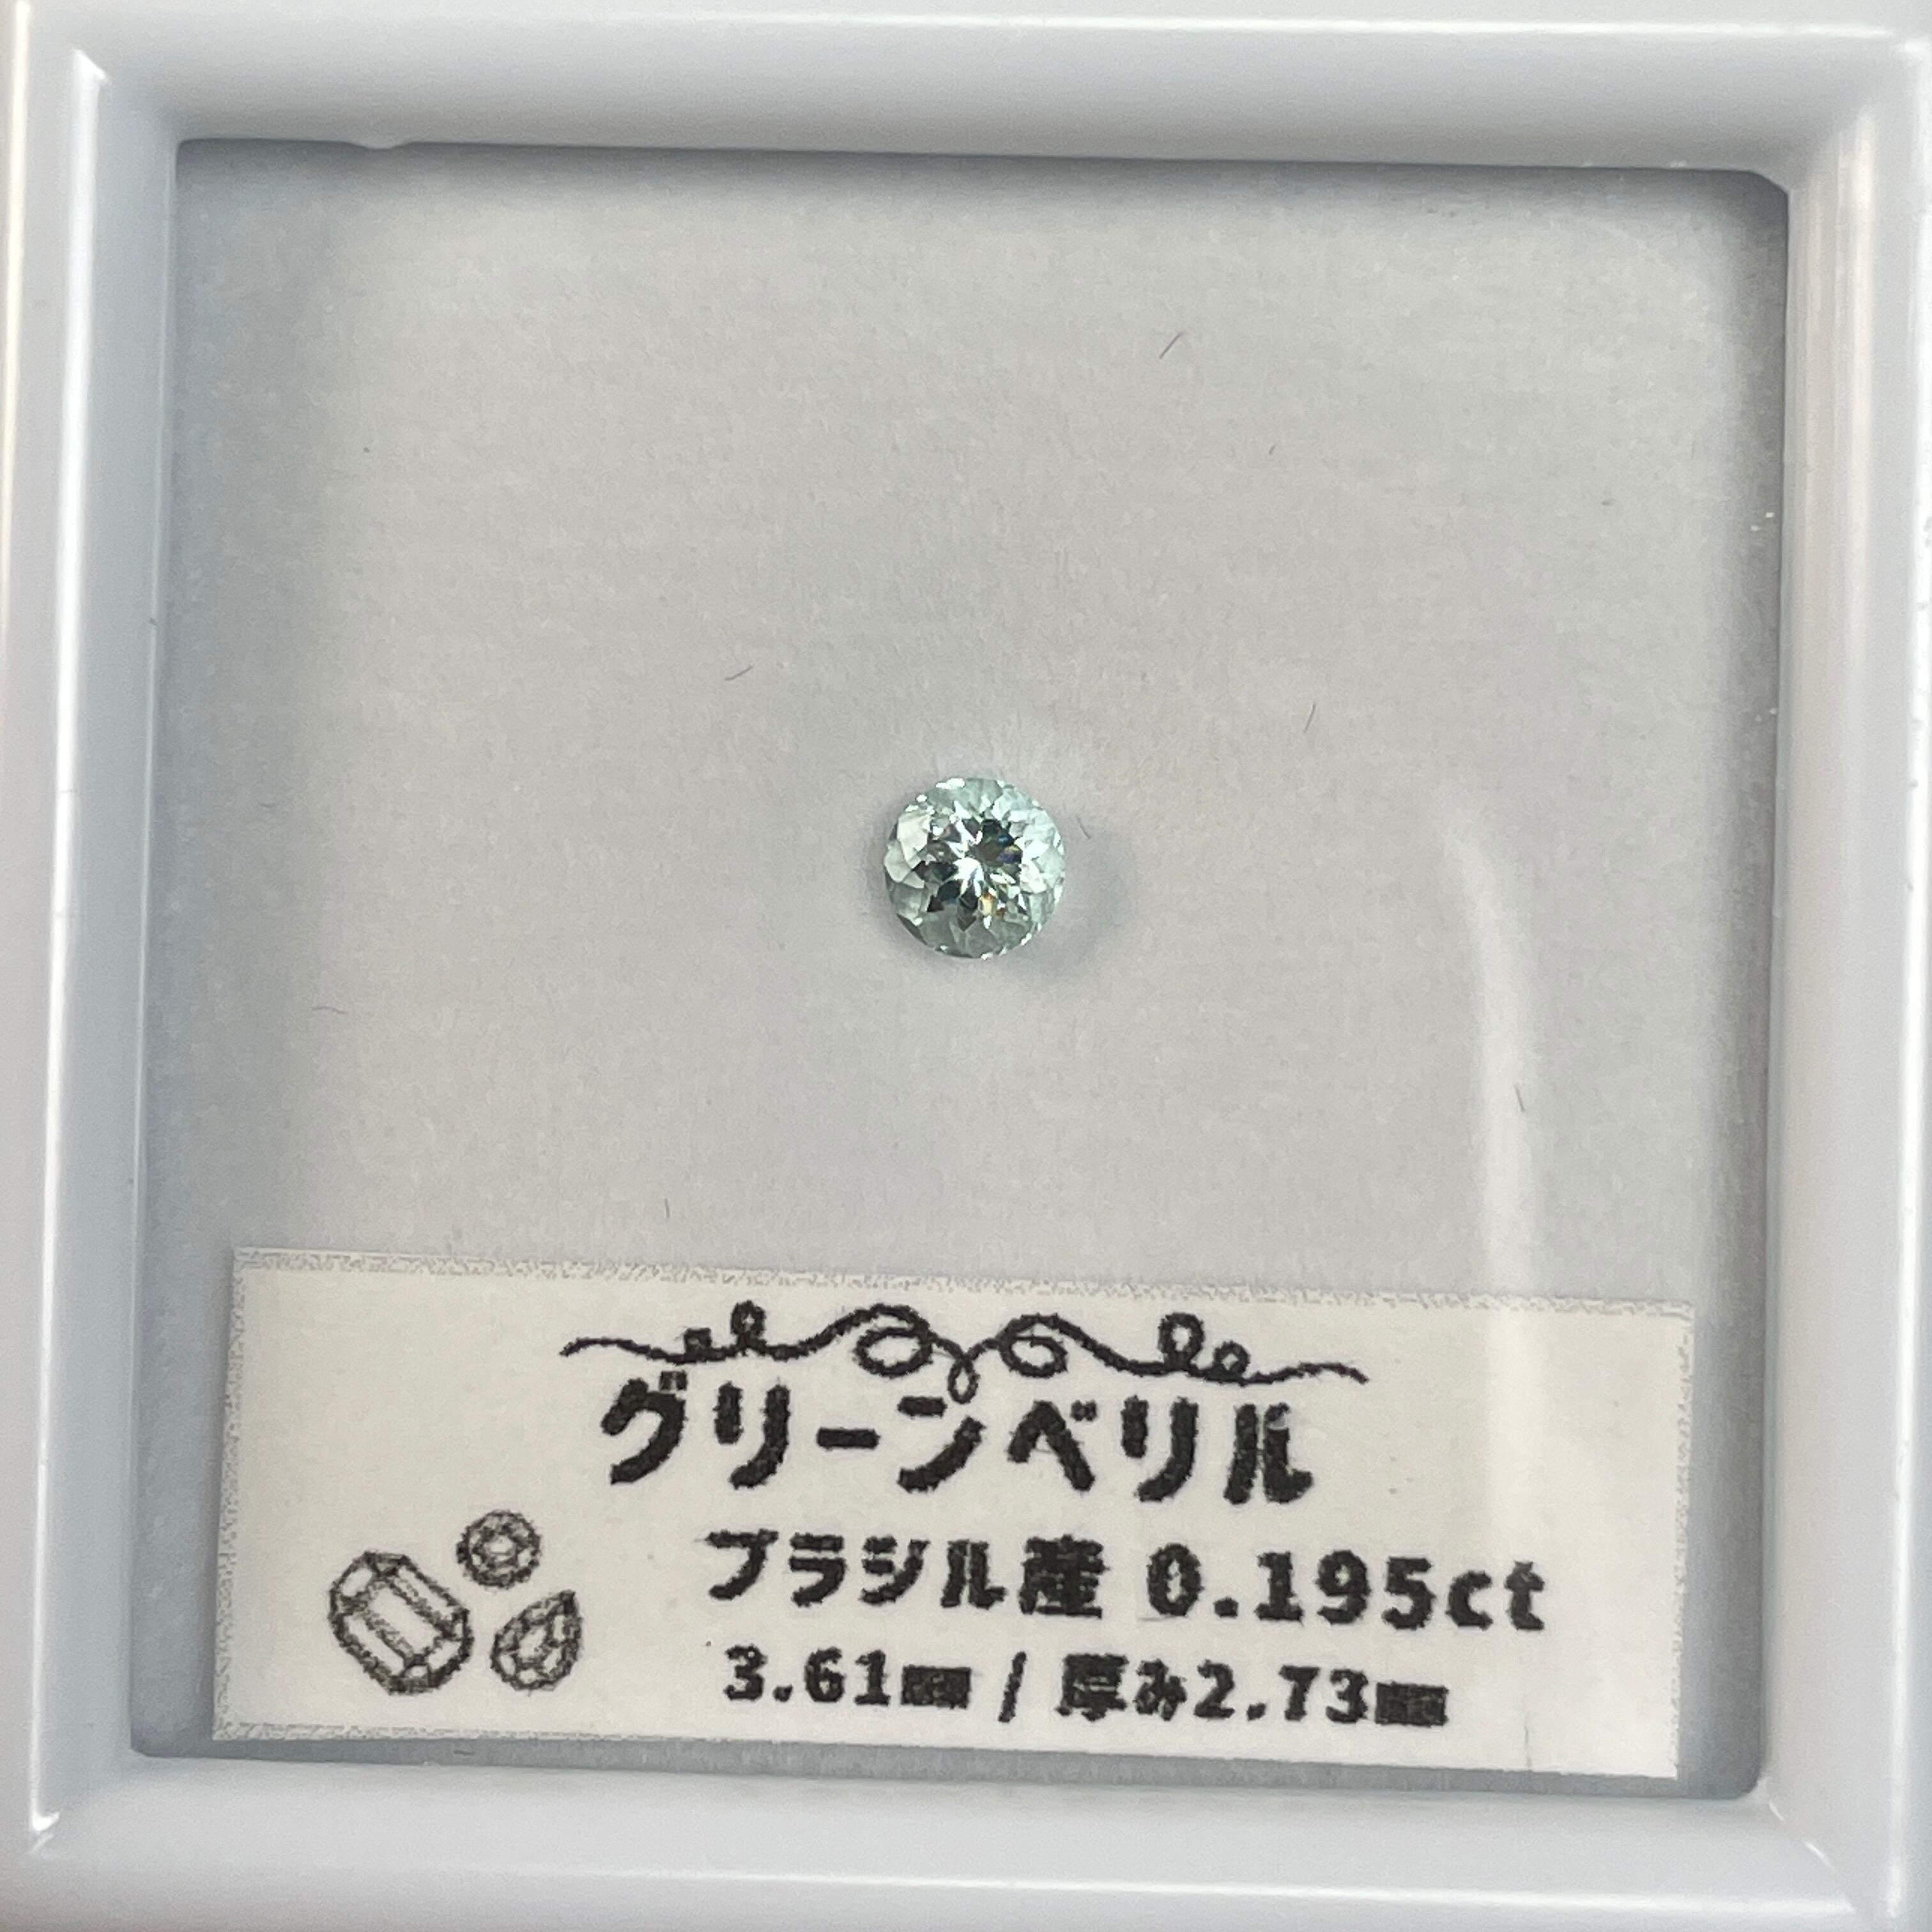 グリーンベリル
ブラジル産 0.195ct
3.61㎜ / 厚み2.73㎜